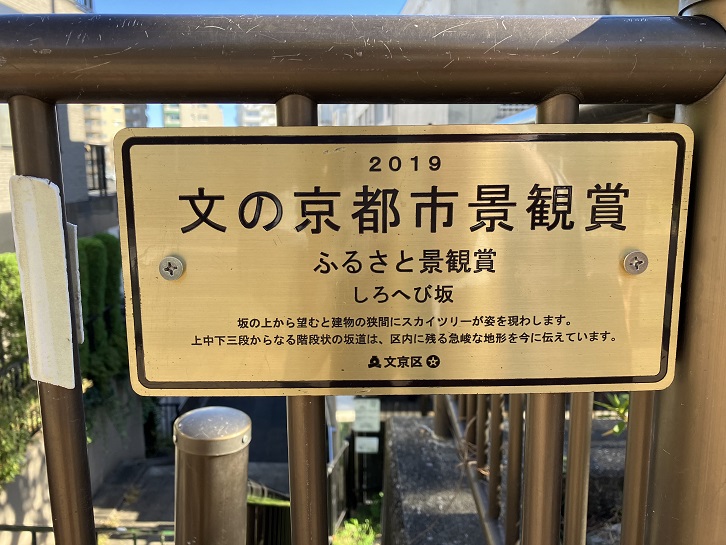 2019
文の京都市景観賞
ふるさと景観賞
しろへび坂
坂の上から望むと建物の狭間にスカイツリーが姿を現わします。
上中下三段からなる階段状の坂道は、区内に残る急峻な地形を今に伝えています。
文京区